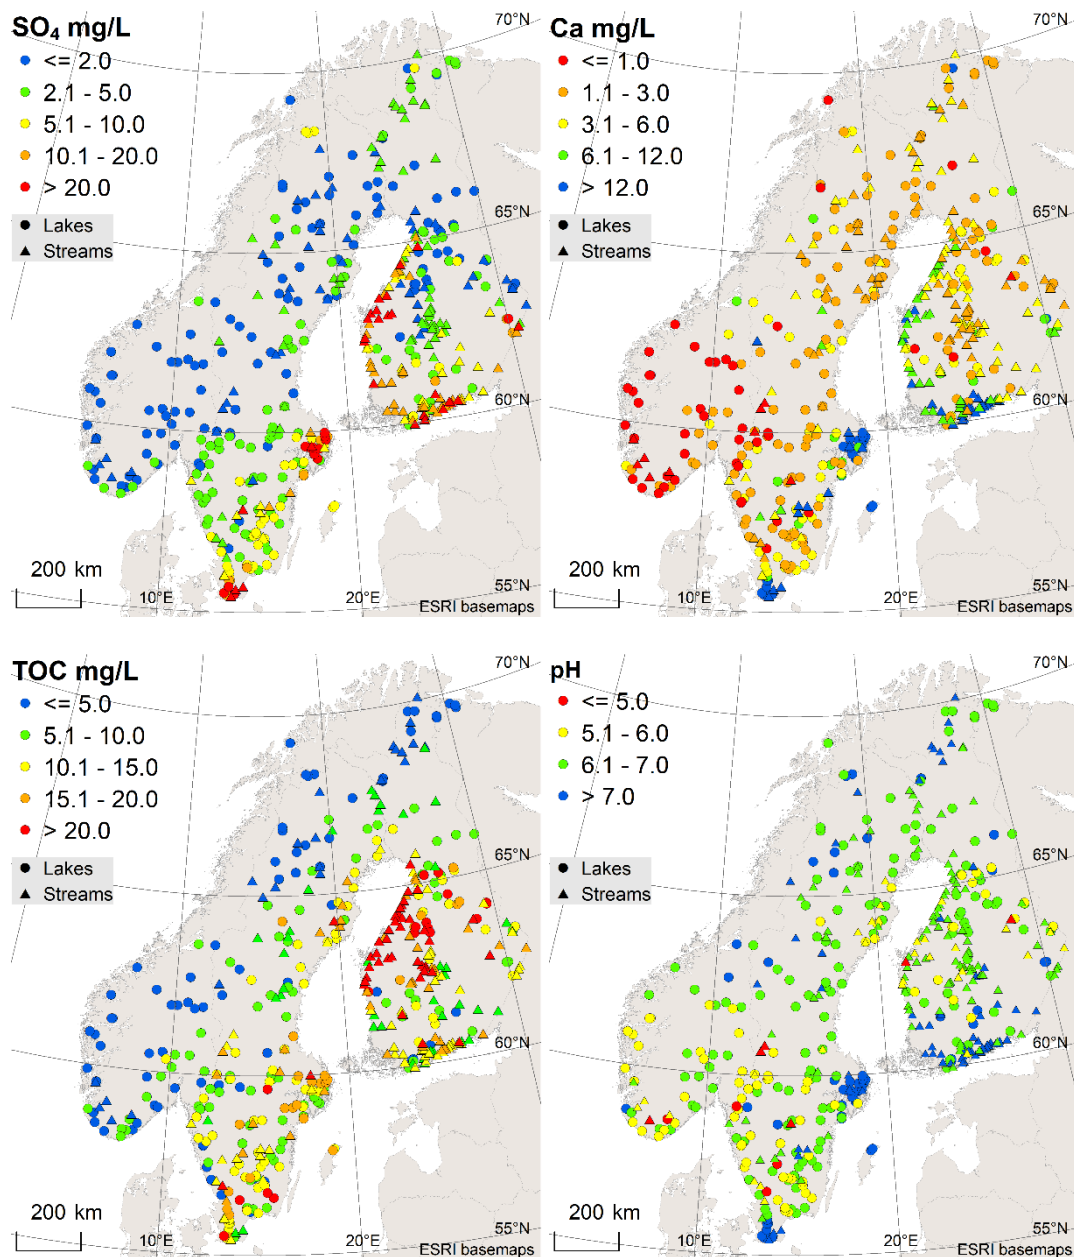 SO₄ mg/L
<= 2.0
2.1 - 5.0
5.1 - 10.0
10.1 - 20.0
> 20.0
Lakes
Streams
70°N
65°N
60°N
55°N
200 km
10°E
20°E
ESRI basemaps
Ca mg/L
<= 1.0
1.1 - 3.0
3.1 - 6.0
6.1 - 12.0
> 12.0
Lakes
Streams
70°N
65°N
60°N
55°N
200 km
10°E
20°E
ESRI basemaps
TOC mg/L
<= 5.0
5.1 - 10.0
10.1 - 15.0
15.1 - 20.0
> 20.0
Lakes
Streams
70°N
65°N
60°N
55°N
200 km
10°E
20°E
ESRI basemaps
pH
<= 5.0
5.1 - 6.0
6.1 - 7.0
> 7.0
Lakes
Streams
70°N
65°N
60°N
55°N
200 km
10°E
20°E
ESRI basemaps